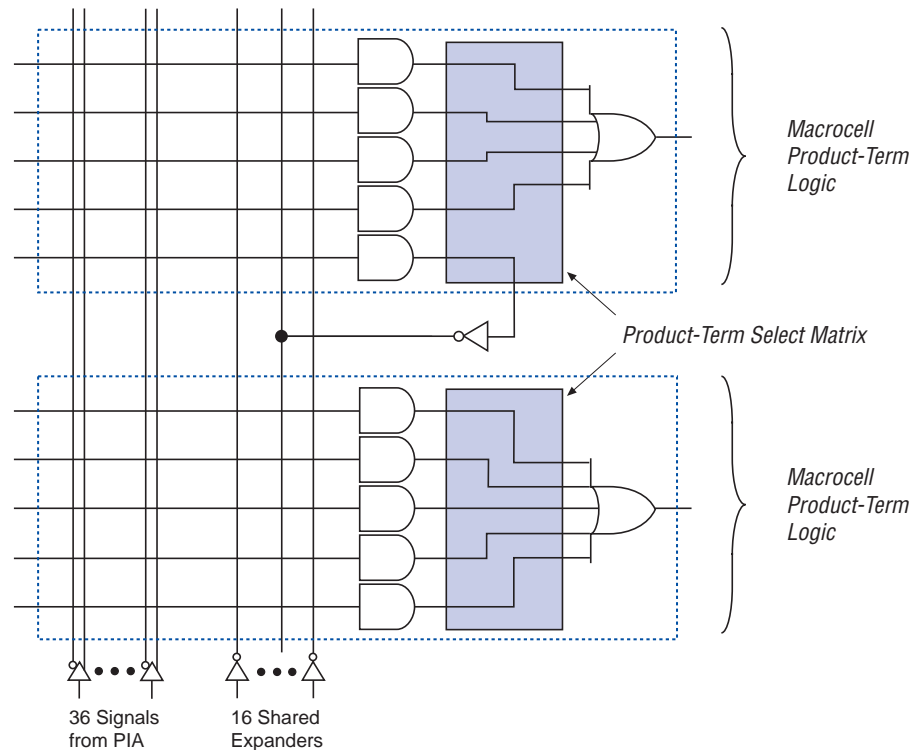 Macrocell
Product-Term
Logic
Product-Term Select Matrix
Macrocell
Product-Term
Logic
36 Signals
from PIA
16 Shared
Expanders